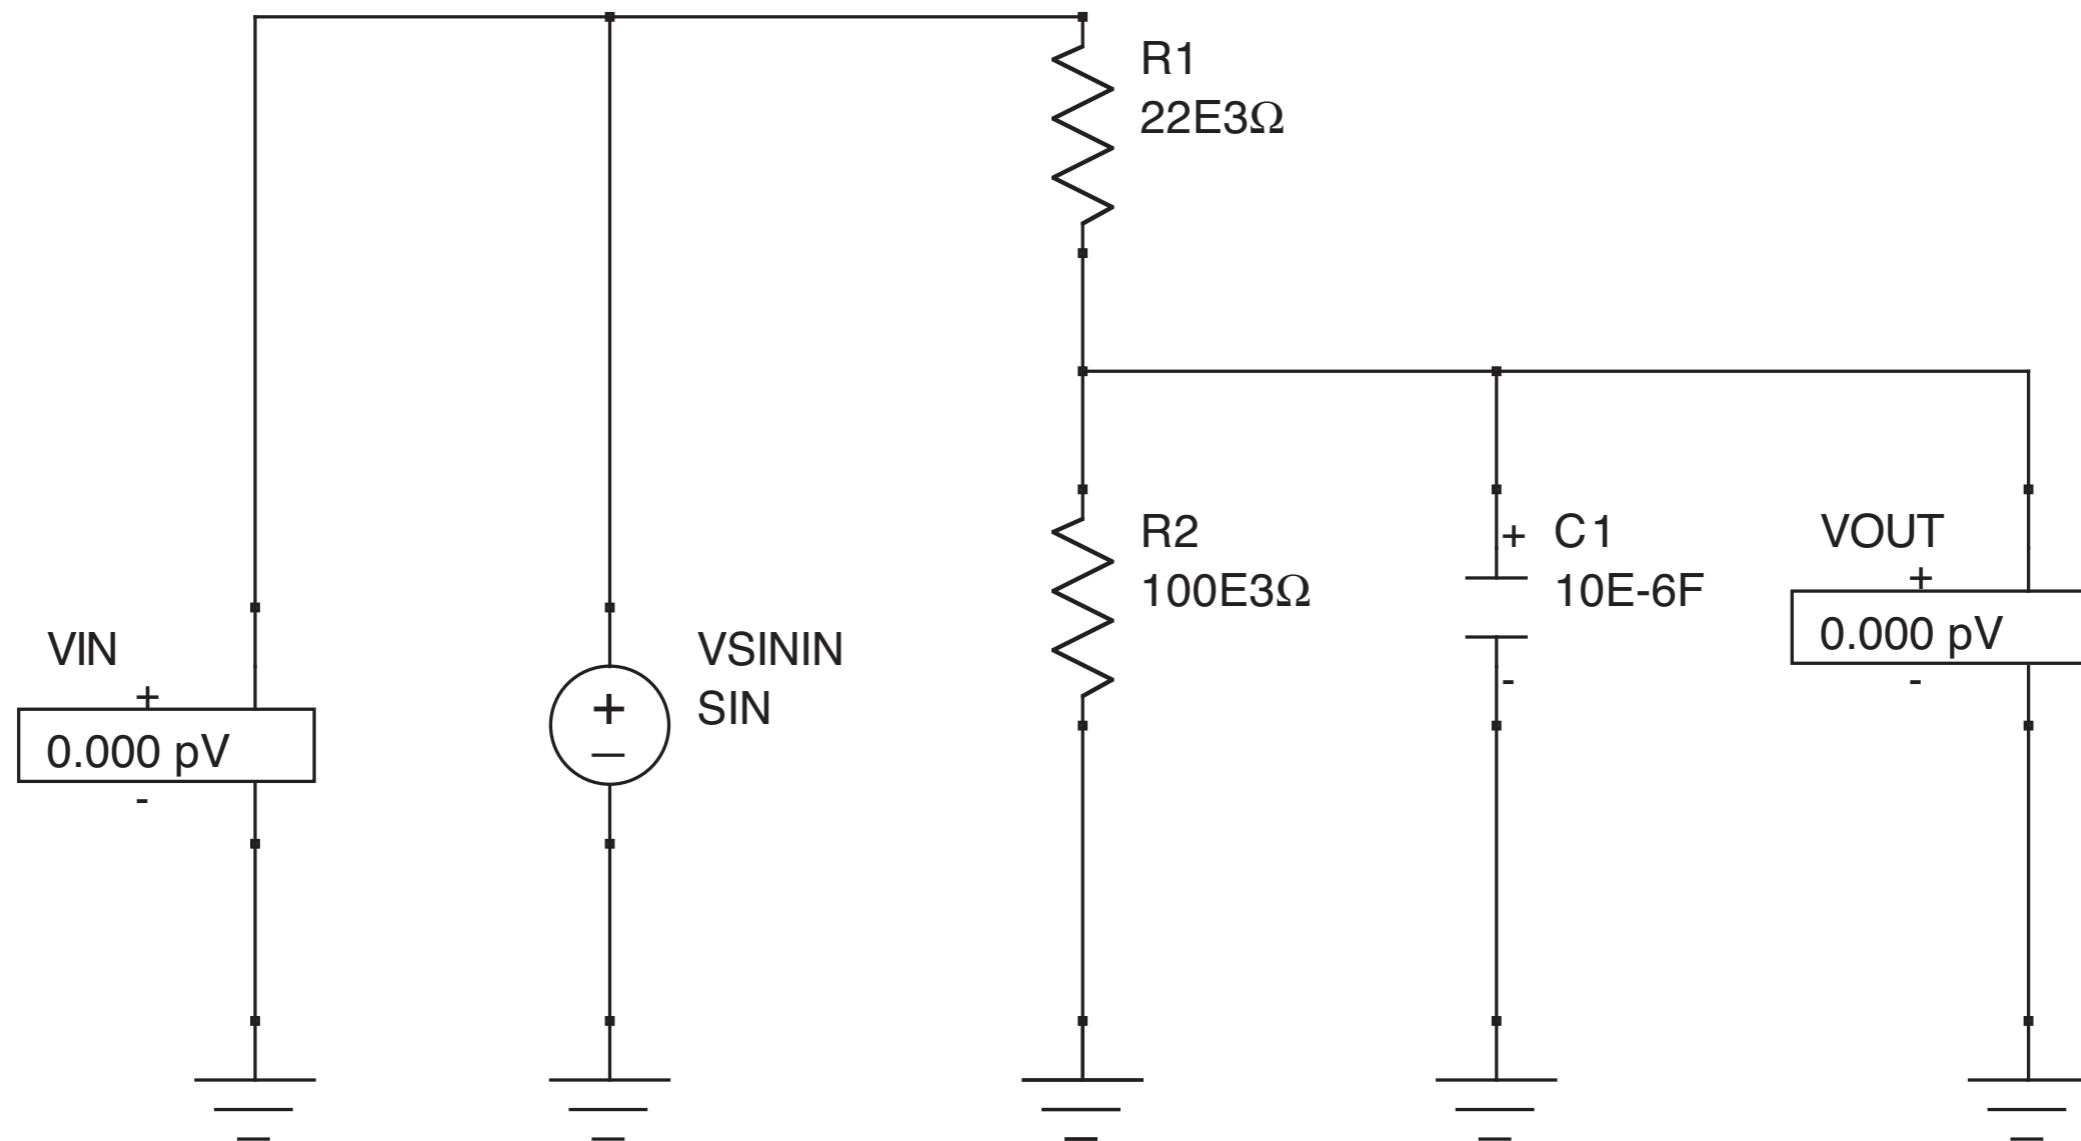 R1
22E3Ω
R2
100E3Ω
+
C1
10E-6F
-
VOUT
+
0.000 pV
-
VIN
+
0.000 pV
-
VSININ
SIN
+
–